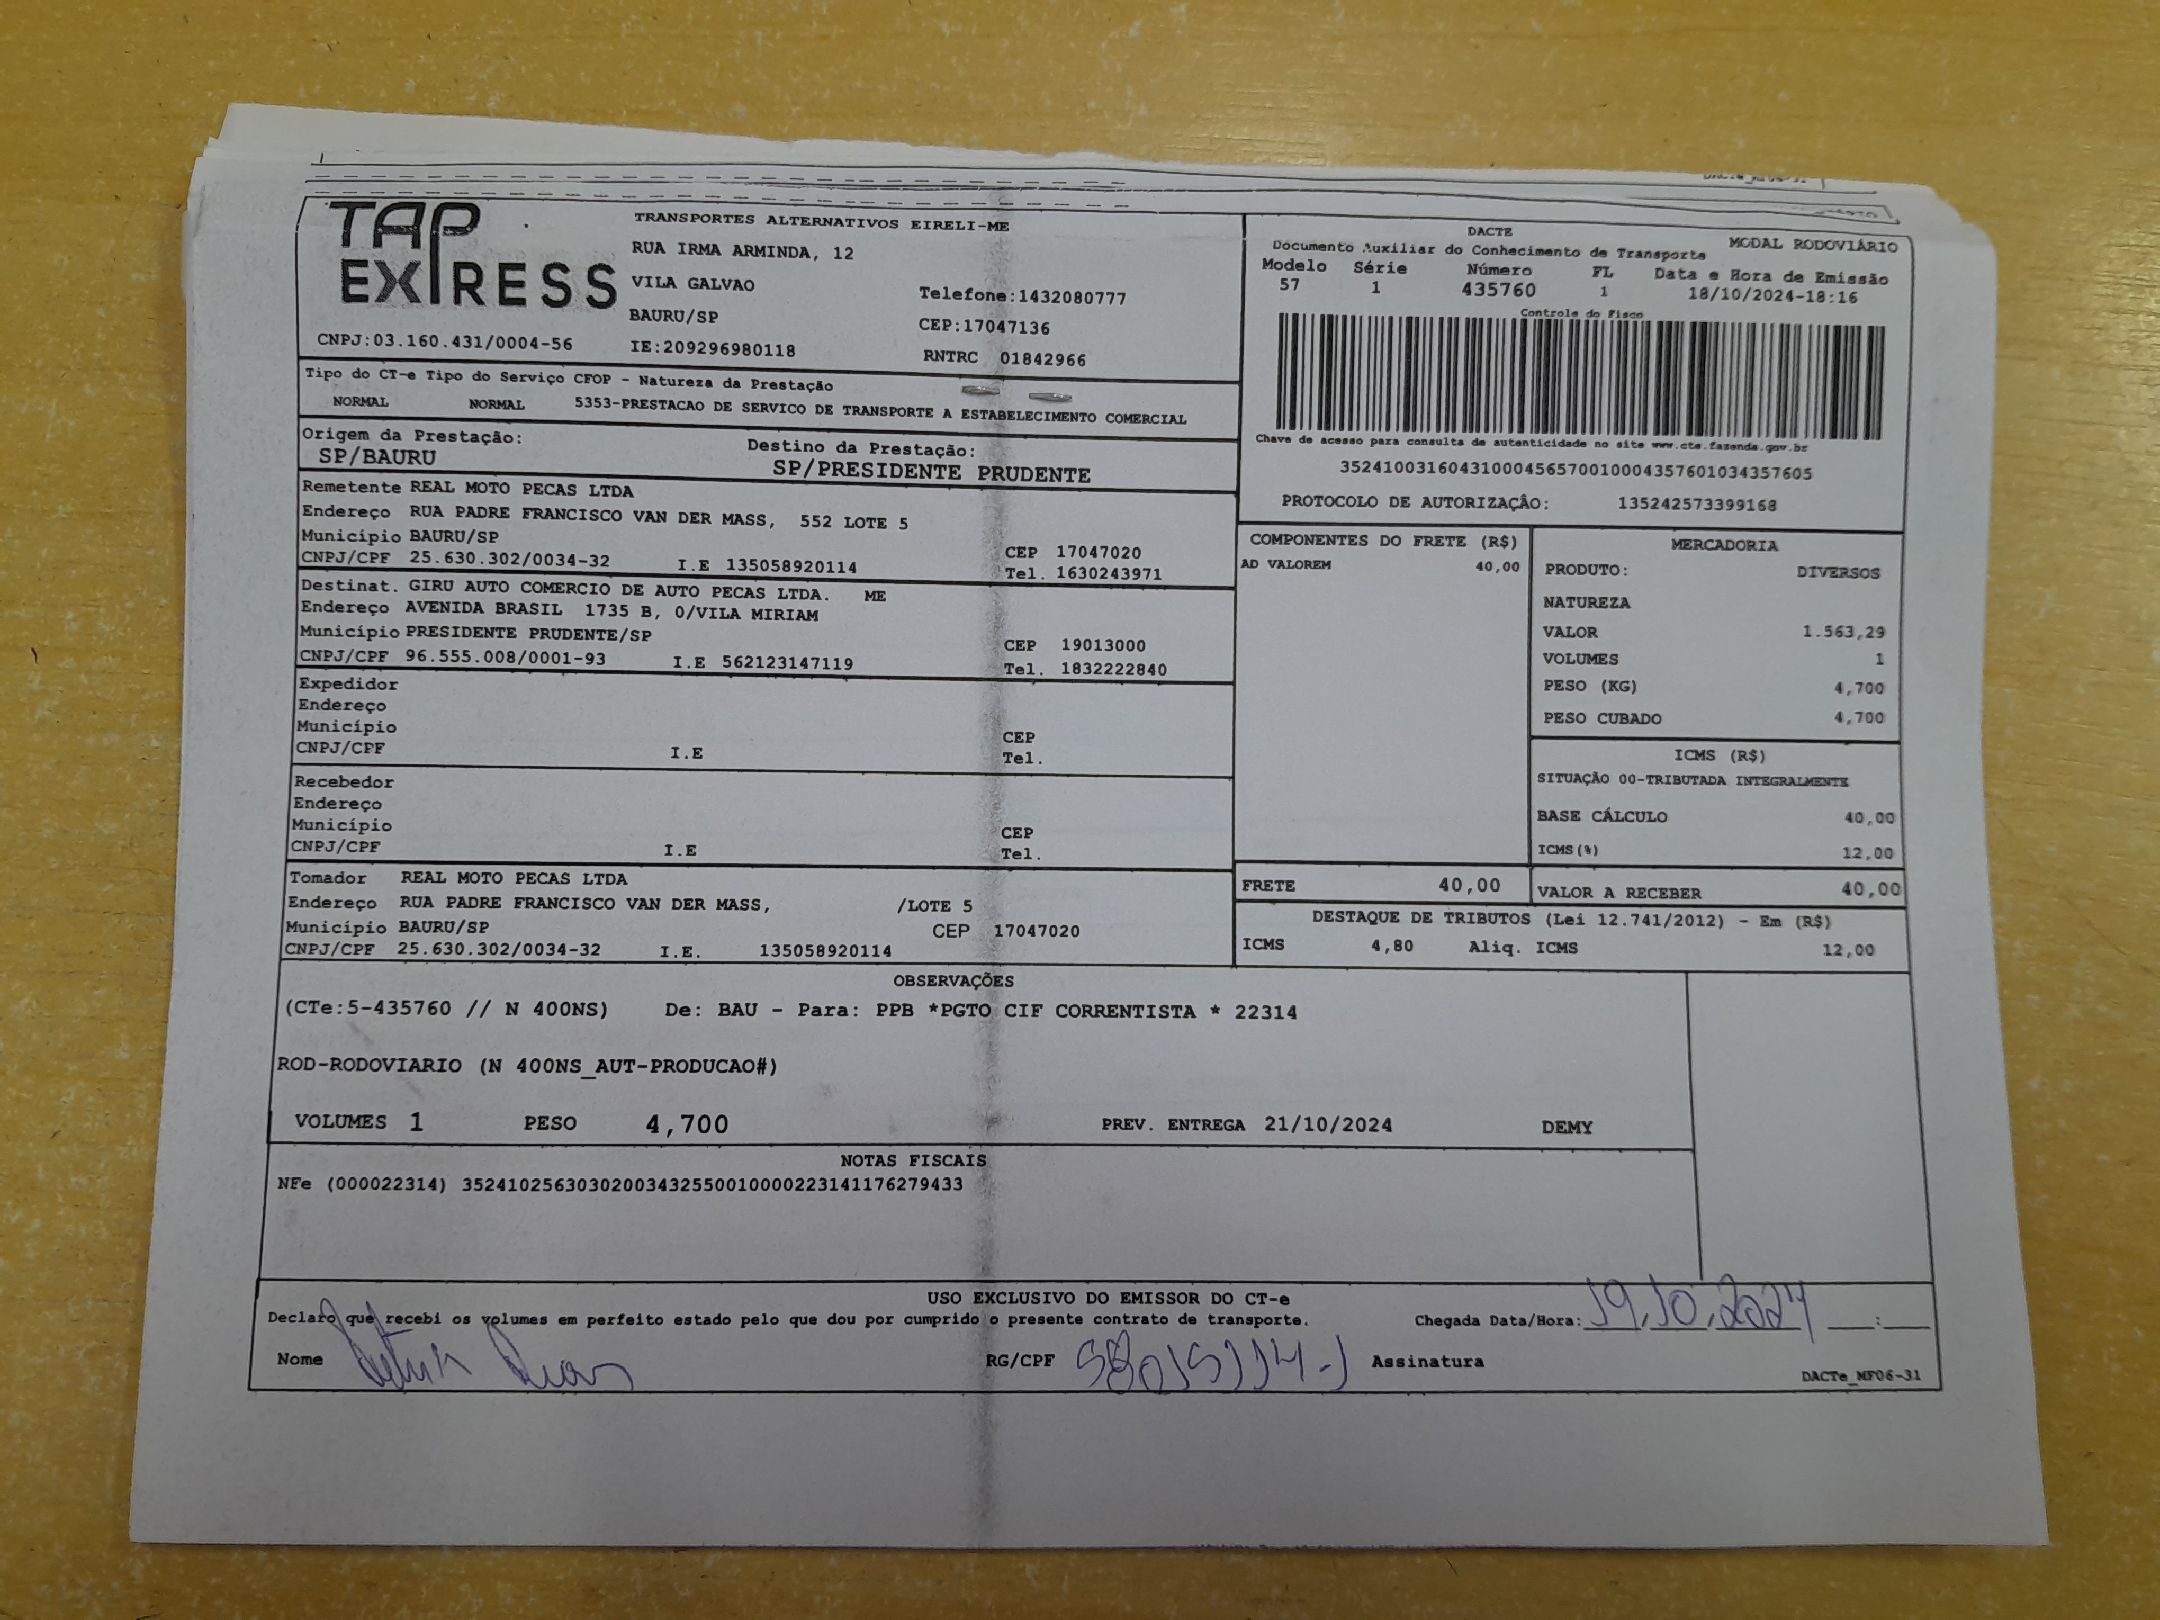 TAP EXPRESS
CNPJ:03.160.431/0004-56
TRANSPORTES ALTERNATIVOS EIRELI-ME
RUA IRMA ARMINDA, 12
VILA GALVAO
Telefone:1432080777
BAURU/SP
CEP:17047136
IE:209296980118
RNTRC 01842966
DACTE
MODAL RODOVIÁRIO
Documento Auxiliar do Conhecimento de Transporte
Modelo Série Número FL Data e Hora de Emissão
57 1 435760 1 18/10/2024-18:16
Controle do Fisco
Chave de acesso para consulta de autenticidade no site www.cte.fazenda.gov.br
35241003160431000456570010004357601034357605
PROTOCOLO DE AUTORIZAÇÂO: 135242573399168
Tipo do CT-e Tipo do Serviço CFOP - Natureza da Prestação
NORMAL NORMAL 5353-PRESTACAO DE SERVICO DE TRANSPORTE A ESTABELECIMENTO COMERCIAL
Origem da Prestação: Destino da Prestação:
SP/BAURU SP/PRESIDENTE PRUDENTE
Remetente REAL MOTO PECAS LTDA
Endereço RUA PADRE FRANCISCO VAN DER MASS, 552 LOTE 5
Município BAURU/SP CEP 17047020
CNPJ/CPF 25.630.302/0034-32 I.E 135058920114 Tel. 1630243971
Destinat. GIRU AUTO COMERCIO DE AUTO PECAS LTDA. ME
Endereço AVENIDA BRASIL 1735 B, 0/VILA MIRIAM
Município PRESIDENTE PRUDENTE/SP CEP 19013000
CNPJ/CPF 96.555.008/0001-93 I.E 562123147119 Tel. 1832222840
Expedidor
Endereço
Município CEP
CNPJ/CPF I.E Tel.
Recebedor
Endereço
Município CEP
CNPJ/CPF I.E Tel.
Tomador REAL MOTO PECAS LTDA
Endereço RUA PADRE FRANCISCO VAN DER MASS, /LOTE 5
Município BAURU/SP CEP 17047020
CNPJ/CPF 25.630.302/0034-32 I.E. 135058920114
COMPONENTES DO FRETE (R$)
AD VALOREM 40,00
MERCADORIA
PRODUTO: DIVERSOS
NATUREZA
VALOR 1.563,29
VOLUMES 1
PESO (KG) 4,700
PESO CUBADO 4,700
ICMS (R$)
SITUAÇÃO 00-TRIBUTADA INTEGRALMENTE
BASE CÁLCULO 40,00
ICMS(%) 12,00
FRETE 40,00 VALOR A RECEBER 40,00
DESTAQUE DE TRIBUTOS (Lei 12.741/2012) - Em (R$)
ICMS 4,80 Aliq. ICMS 12,00
OBSERVAÇÕES
(CTe:5-435760 // N 400NS) De: BAU - Para: PPB *PGTO CIF CORRENTISTA * 22314
ROD-RODOVIARIO (N 400NS_AUT-PRODUCAO#)
VOLUMES 1 PESO 4,700 PREV. ENTREGA 21/10/2024 DEMY
NOTAS FISCAIS
NFe (000022314) 35241025630302003432550010000223141176279433
USO EXCLUSIVO DO EMISSOR DO CT-e
Declaro que recebi os volumes em perfeito estado pelo que dou por cumprido o presente contrato de transporte. Chegada Data/Hora: 19.10.2024 __:__
Nome RG/CPF 58015114-1 Assinatura
DACTe_MF06-31